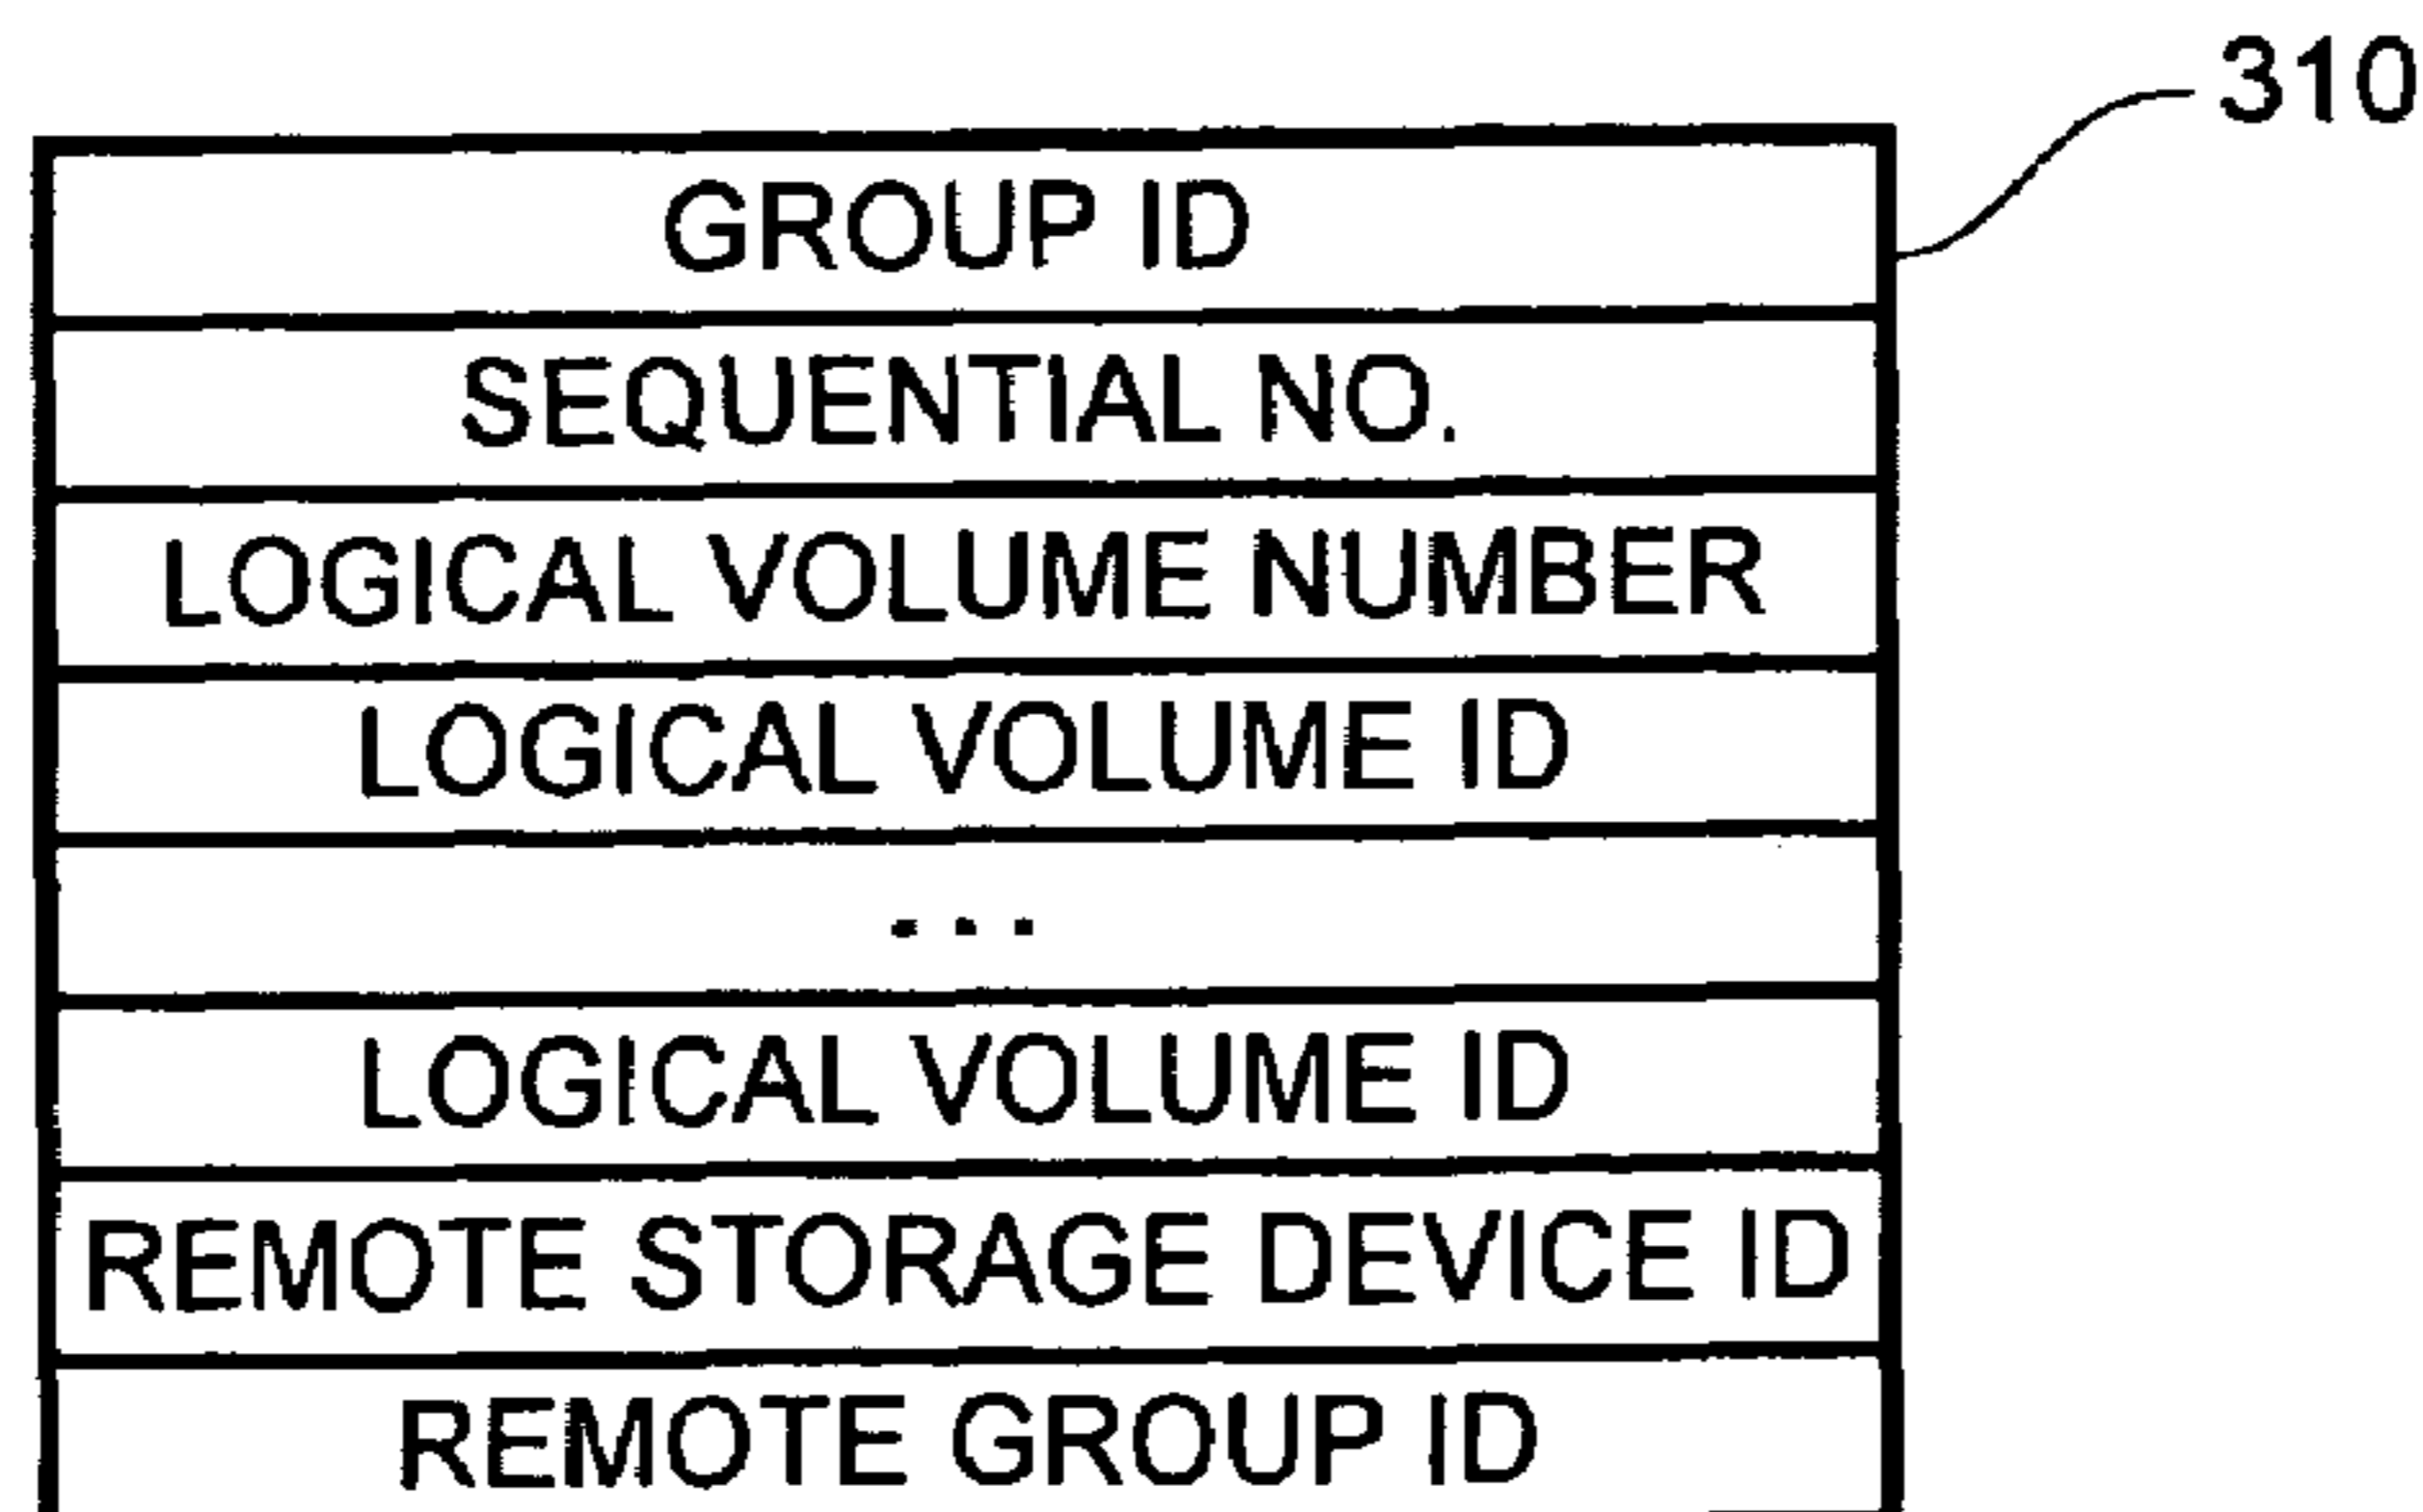 310
GROUP ID
SEQUENTIAL NO.
LOGICAL VOLUME NUMBER
LOGICAL VOLUME ID
...
LOGICAL VOLUME ID
REMOTE STORAGE DEVICE ID
REMOTE GROUP ID